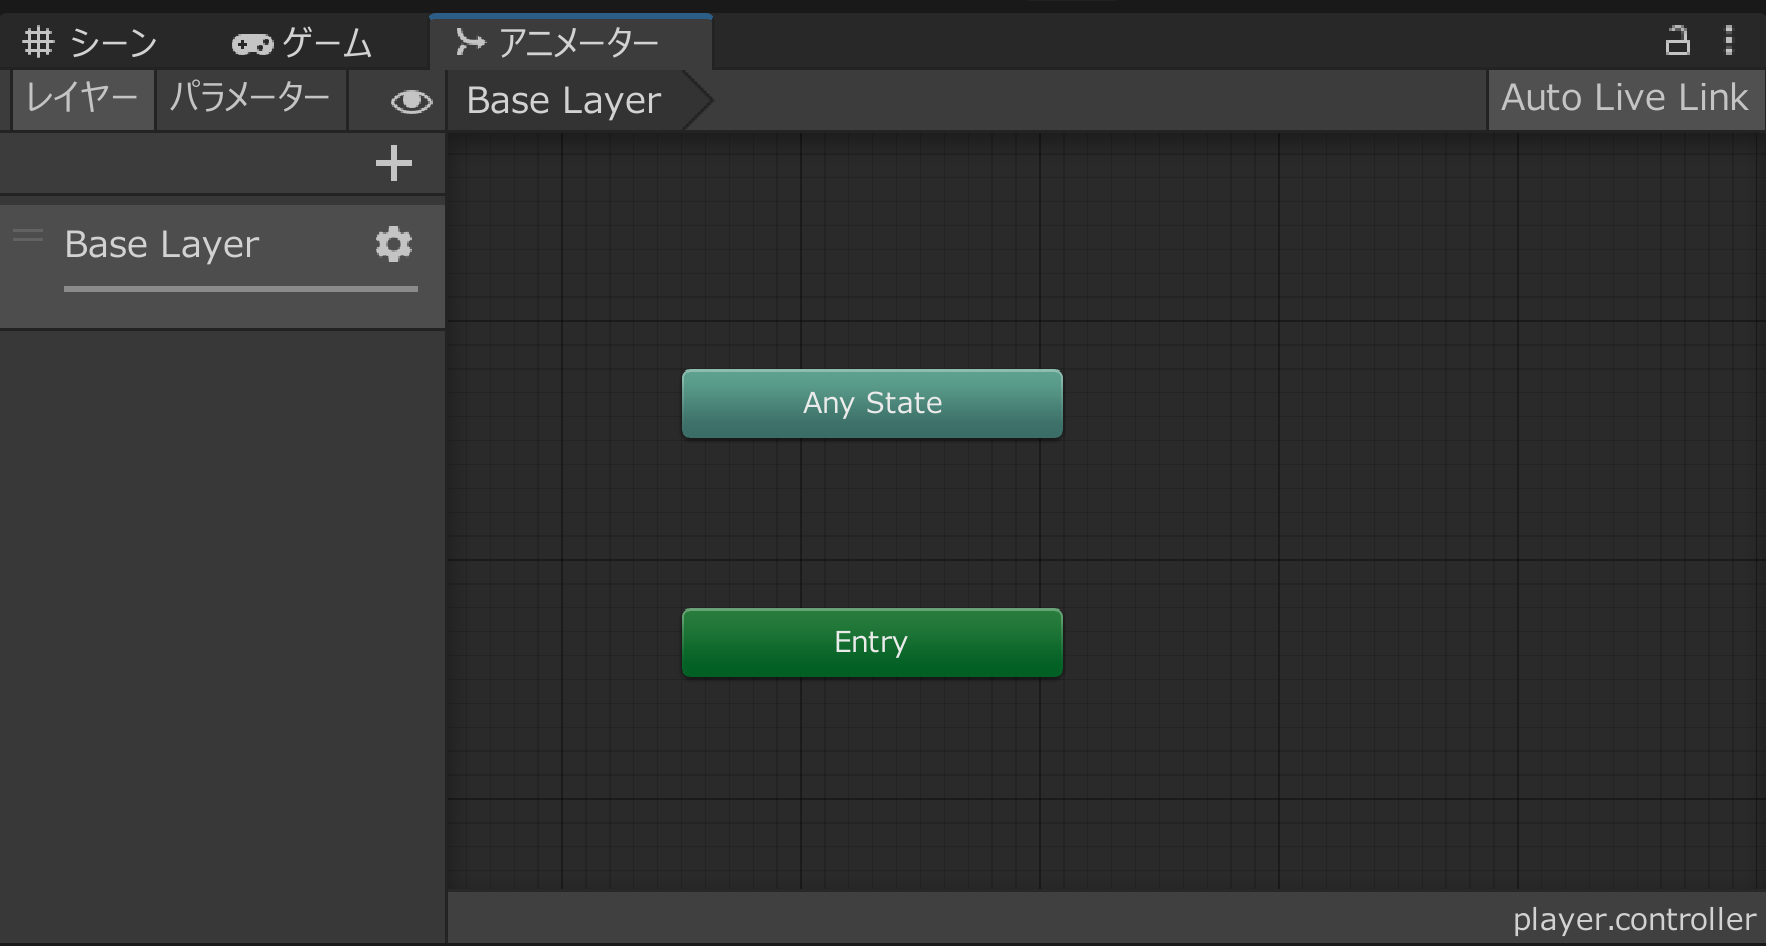 シーン ゲーム アニメーター
レイヤー パラメーター Base Layer Auto Live Link
Base Layer
Any State
Entry
player.controller